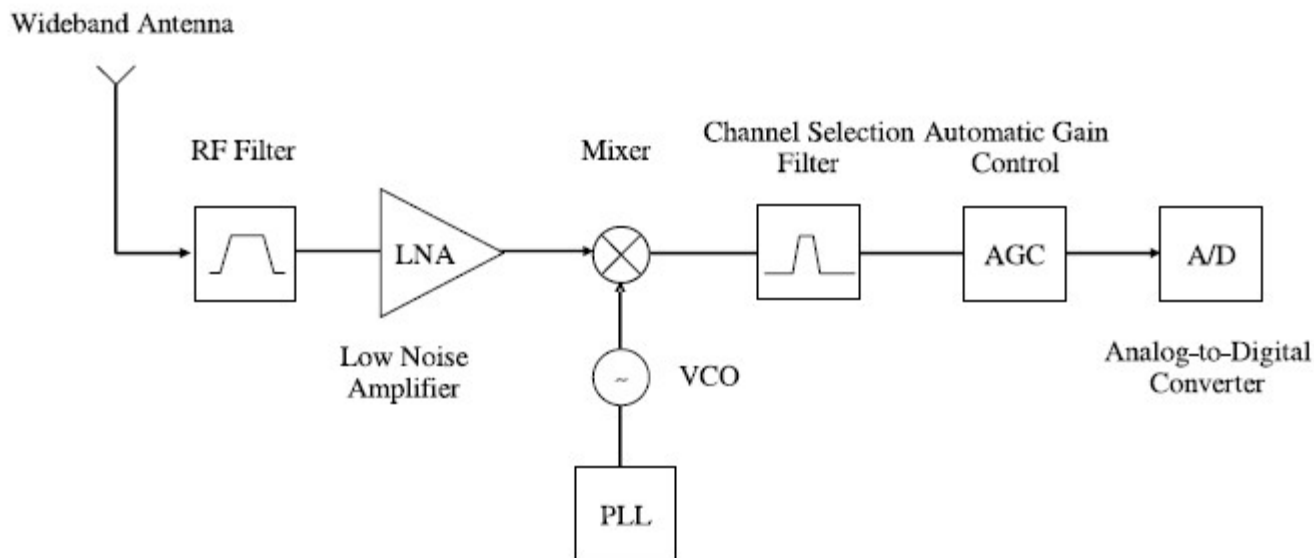 Wideband Antenna
RF Filter
LNA
Low Noise
Amplifier
Mixer
~
VCO
PLL
Channel Selection
Filter
Automatic Gain
Control
AGC
A/D
Analog-to-Digital
Converter